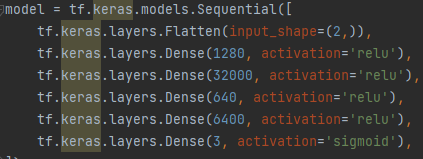 model = tf.keras.models.Sequential([
tf.keras.layers.Flatten(input_shape=(2,)),
tf.keras.layers.Dense(1280, activation='relu'),
tf.keras.layers.Dense(32000, activation='relu'),
tf.keras.layers.Dense(640, activation='relu'),
tf.keras.layers.Dense(6400, activation='relu'),
tf.keras.layers.Dense(3, activation='sigmoid'),